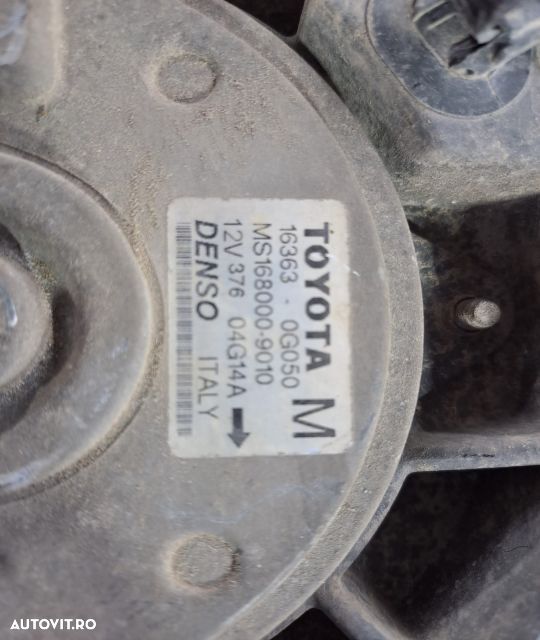 TOYOTA M
16363 - 0G050
MS168000-9010
12V 376 04G14A
DENSO ITALY
AUTOVIT.RO